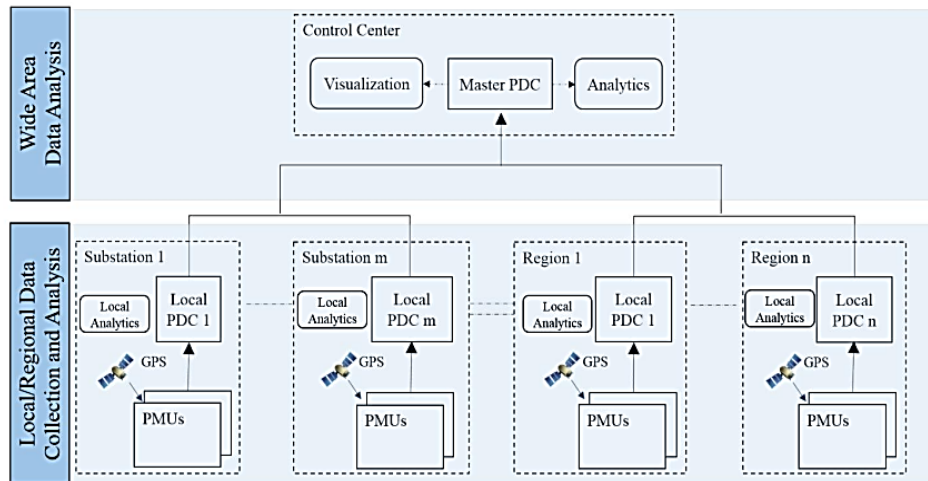 Wide Area
Data Analysis
Control Center
Visualization
Master PDC
Analytics
Local/Regional Data
Collection and Analysis
Substation 1
Local
Analytics
Local
PDC 1
GPS
PMUs
Substation m
Local
Analytics
Local
PDC m
GPS
PMUs
Region 1
Local
Analytics
Local
PDC 1
GPS
PMUs
Region n
Local
Analytics
Local
PDC n
GPS
PMUs